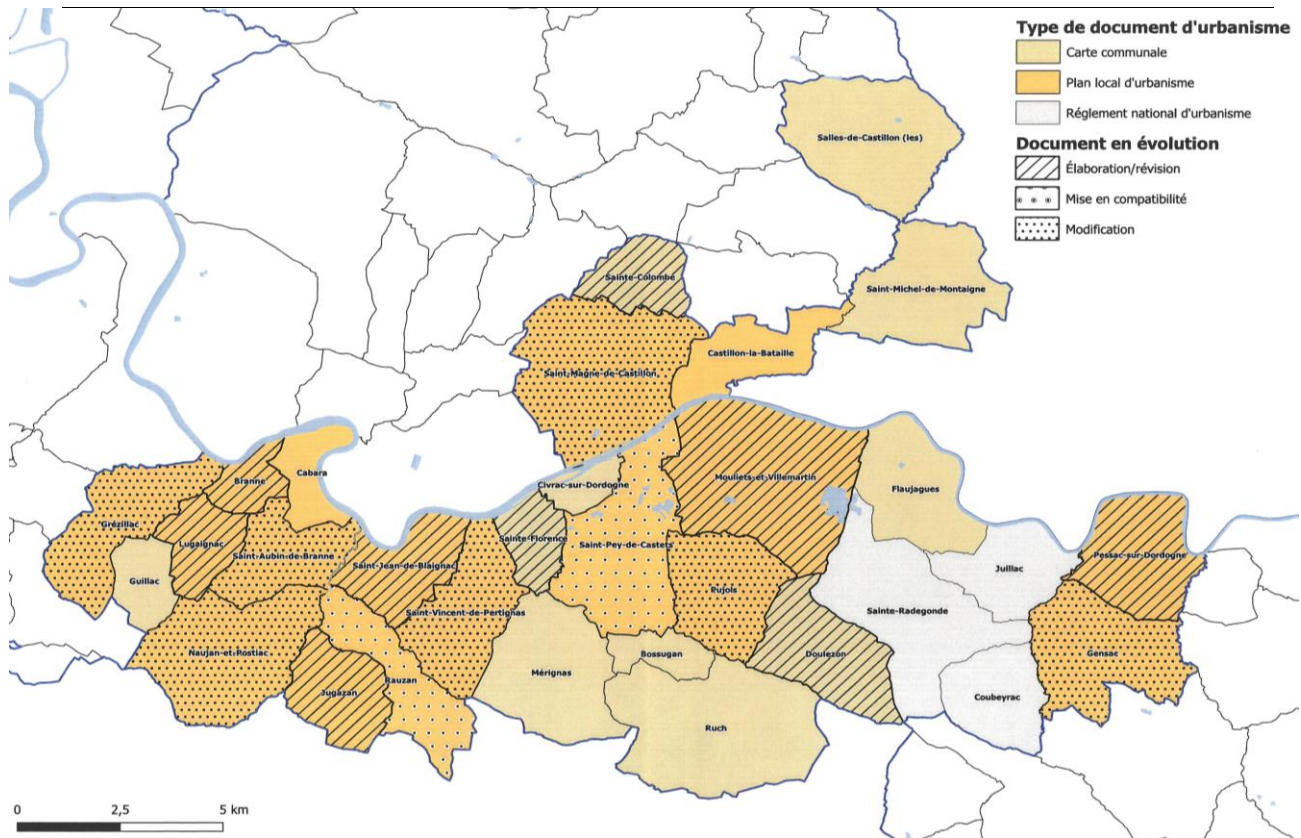 Type de document d'urbanisme
Carte communale
Plan local d'urbanisme
Réglement national d'urbanisme
Document en évolution
Élaboration/révision
Mise en compatibilité
Modification
Salles-de-Castillon (les)
Sainte-Colombe
Saint-Michel-de-Montaigne
Castillon-la-Bataille
Saint-Magne-de-Castillon
Cabara
Branne
Civrac-sur-Dordogne
Mouliets-et-Villemartin
Flaujagues
Grézillac
Lugaignac
Saint-Aubin-de-Branne
Sainte-Florence
Saint-Pey-de-Castets
Pessac-sur-Dordogne
Guillac
Saint-Jean-de-Blaignac
Juillac
Pujols
Saint-Vincent-de-Pertignas
Sainte-Radegonde
Naujan-et-Postiac
Bossugan
Doulezon
Gensac
Mérignas
Rauzan
Jugazan
Coubeyrac
Ruch
0 2,5 5 km